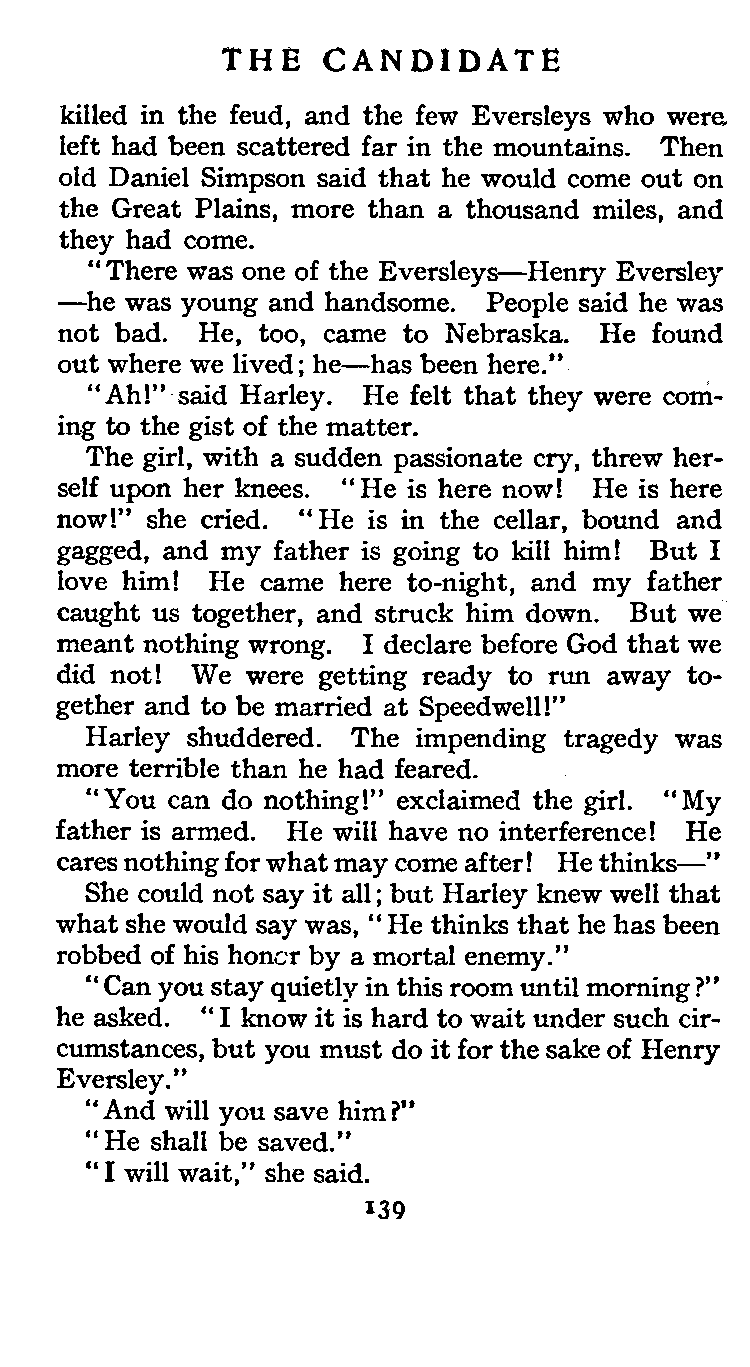 THE CANDIDATE
killed in the feud, and the few Eversleys who were
left had been scattered far in the mountains. Then
old Daniel Simpson said that he would come out on
the Great Plains, more than a thousand miles, and
they had come.
"There was one of the Eversleys—Henry Eversley
—he was young and handsome. People said he was
not bad. He, too, came to Nebraska. He found
out where we lived; he—has been here."
"Ah!" said Harley. He felt that they were com-
ing to the gist of the matter.
The girl, with a sudden passionate cry, threw her-
self upon her knees. "He is here now! He is here
now!" she cried. "He is in the cellar, bound and
gagged, and my father is going to kill him! But I
love him! He came here to-night, and my father
caught us together, and struck him down. But we
meant nothing wrong. I declare before God that we
did not! We were getting ready to run away to-
gether and to be married at Speedwell!"
Harley shuddered. The impending tragedy was
more terrible than he had feared.
"You can do nothing!" exclaimed the girl. "My
father is armed. He will have no interference! He
cares nothing for what may come after! He thinks—"
She could not say it all; but Harley knew well that
what she would say was, "He thinks that he has been
robbed of his honor by a mortal enemy."
"Can you stay quietly in this room until morning?"
he asked. "I know it is hard to wait under such cir-
cumstances, but you must do it for the sake of Henry
Eversley."
"And will you save him?"
"He shall be saved."
"I will wait," she said.
139